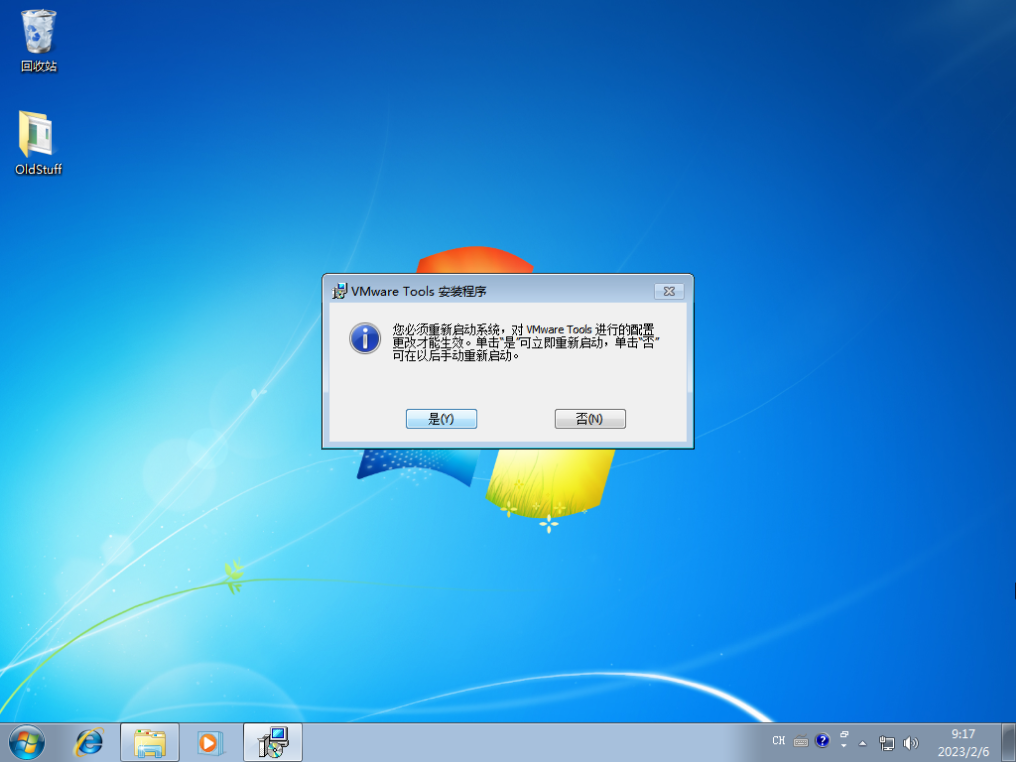 回收站
OldStuff
VMware Tools 安装程序
您必须重新启动系统，对 VMware Tools 进行的配置
更改才能生效。单击“是”可立即重新启动，单击“否”
可在以后手动重新启动。
是(Y)
否(N)
CH
9:17
2023/2/6